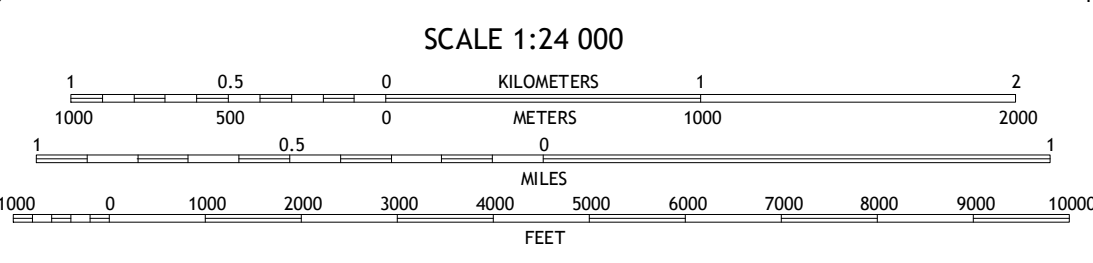 SCALE 1:24 000
1 0.5 0 KILOMETERS 1 2
1000 500 0 METERS 1000 2000
1 0.5 0 1
MILES
1000 0 1000 2000 3000 4000 5000 6000 7000 8000 9000 10000
FEET